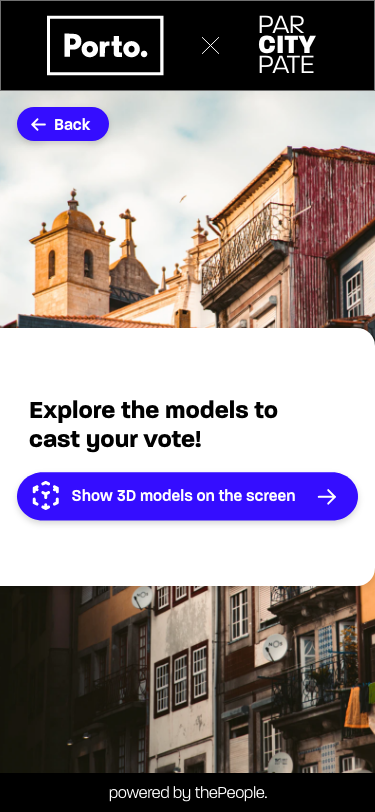 Porto.
PAR
CITY
PATE
Back
Explore the models to
cast your vote!
Show 3D models on the screen
powered by thePeople.